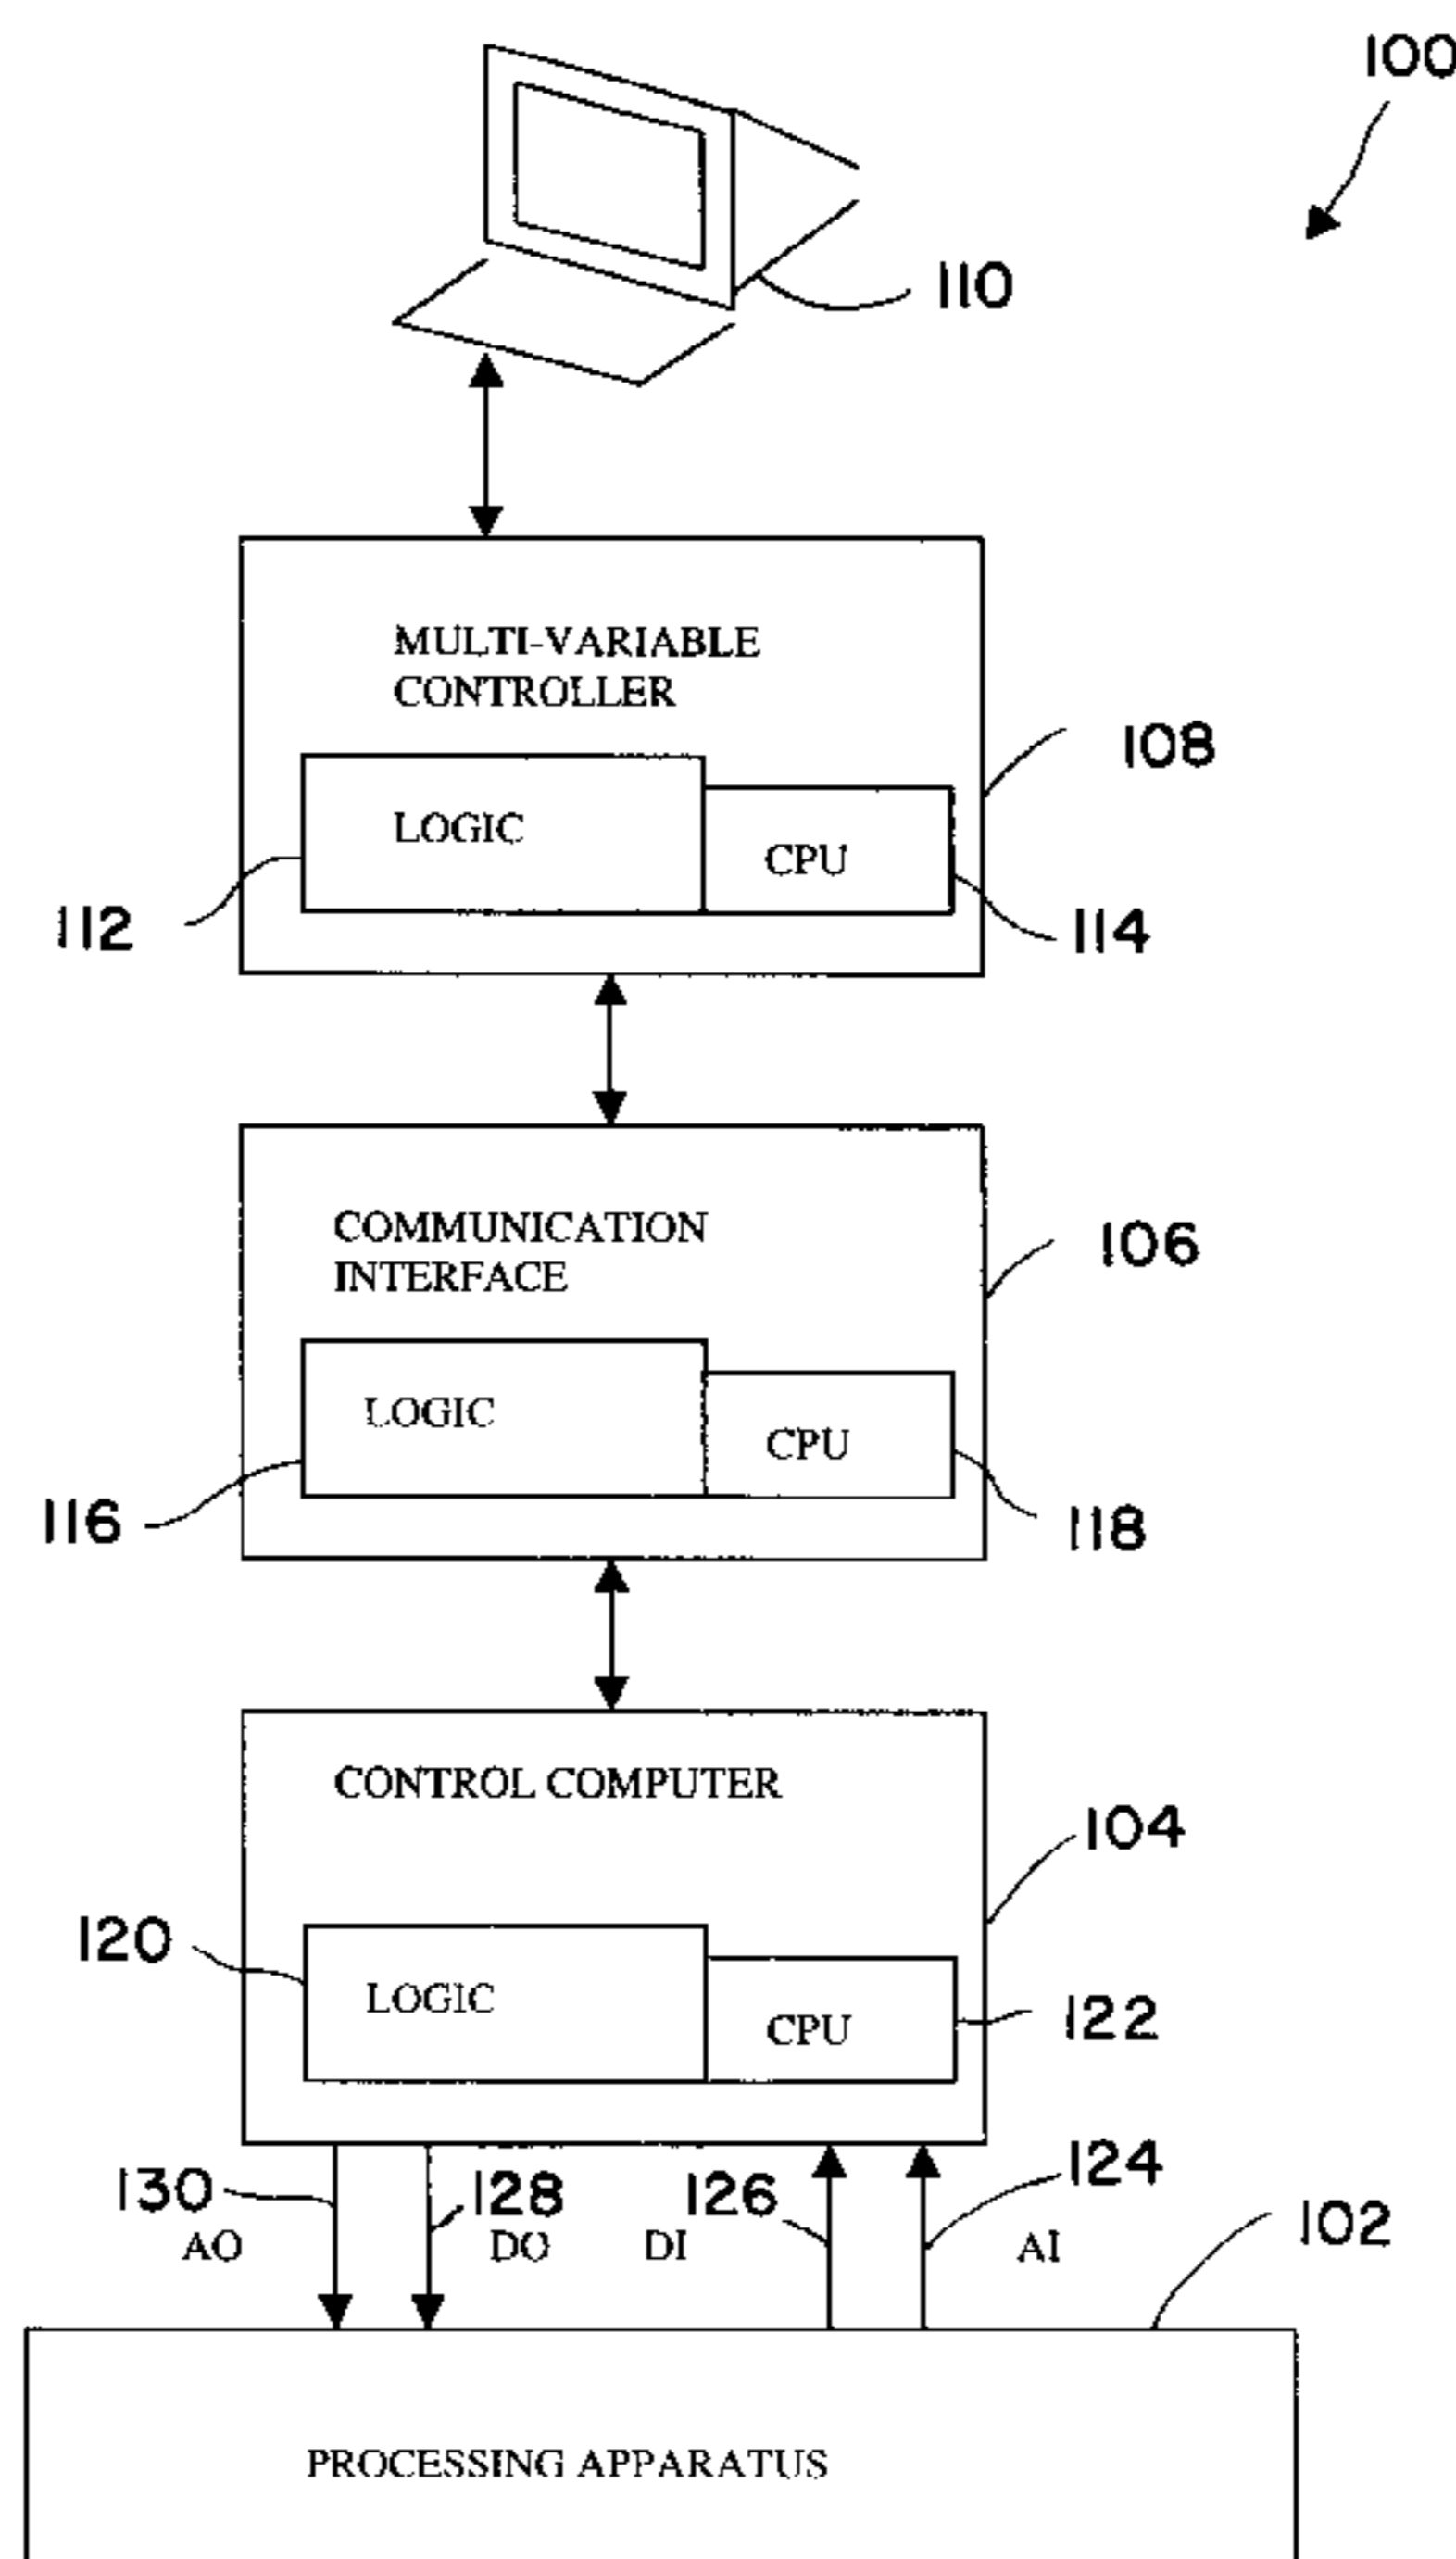 100
110
MULTI-VARIABLE
CONTROLLER
108
LOGIC
CPU
112
114
COMMUNICATION
INTERFACE
106
LOGIC
CPU
116
118
CONTROL COMPUTER
104
120
LOGIC
CPU
122
130
128
126
124
AO
DO
DI
AI
102
PROCESSING APPARATUS